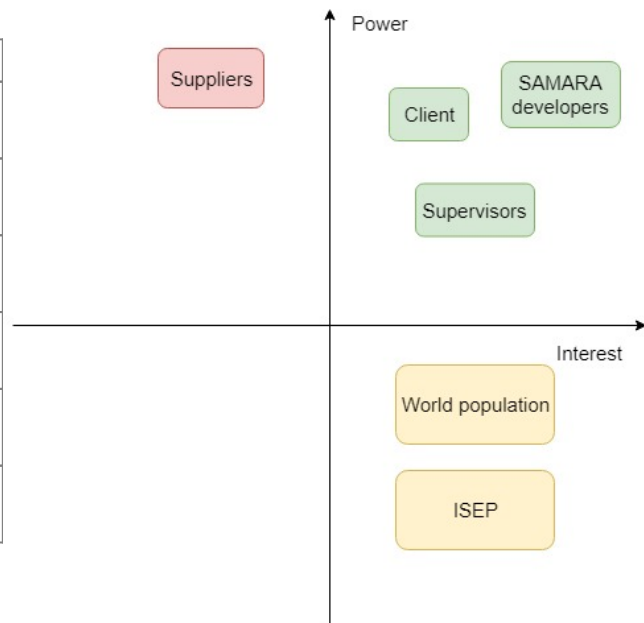 Power
Suppliers
SAMARA
developers
Client
Supervisors
Interest
World population
ISEP